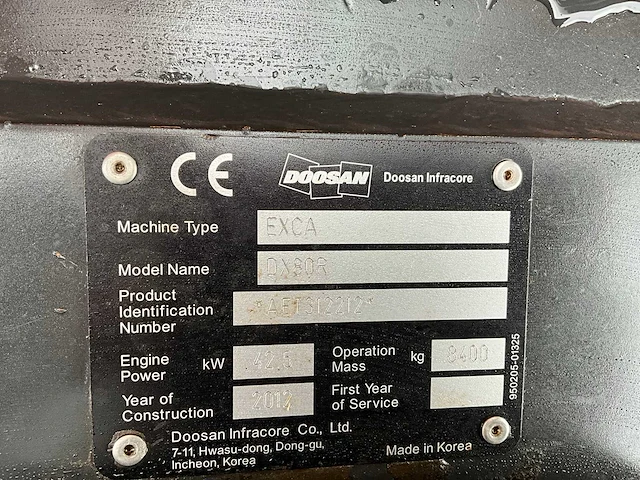 CE DOOSAN Doosan Infracore
Machine Type EXCA
Model Name DX80R
Product
Identification
Number
Engine
Power kW 42,5 Operation
Mass kg 8400
Year of
Construction 2012 First Year
of Service
950205-01325
Doosan Infracore Co., Ltd.
7-11, Hwasu-dong, Dong-gu,
Incheon, Korea
Made in Korea